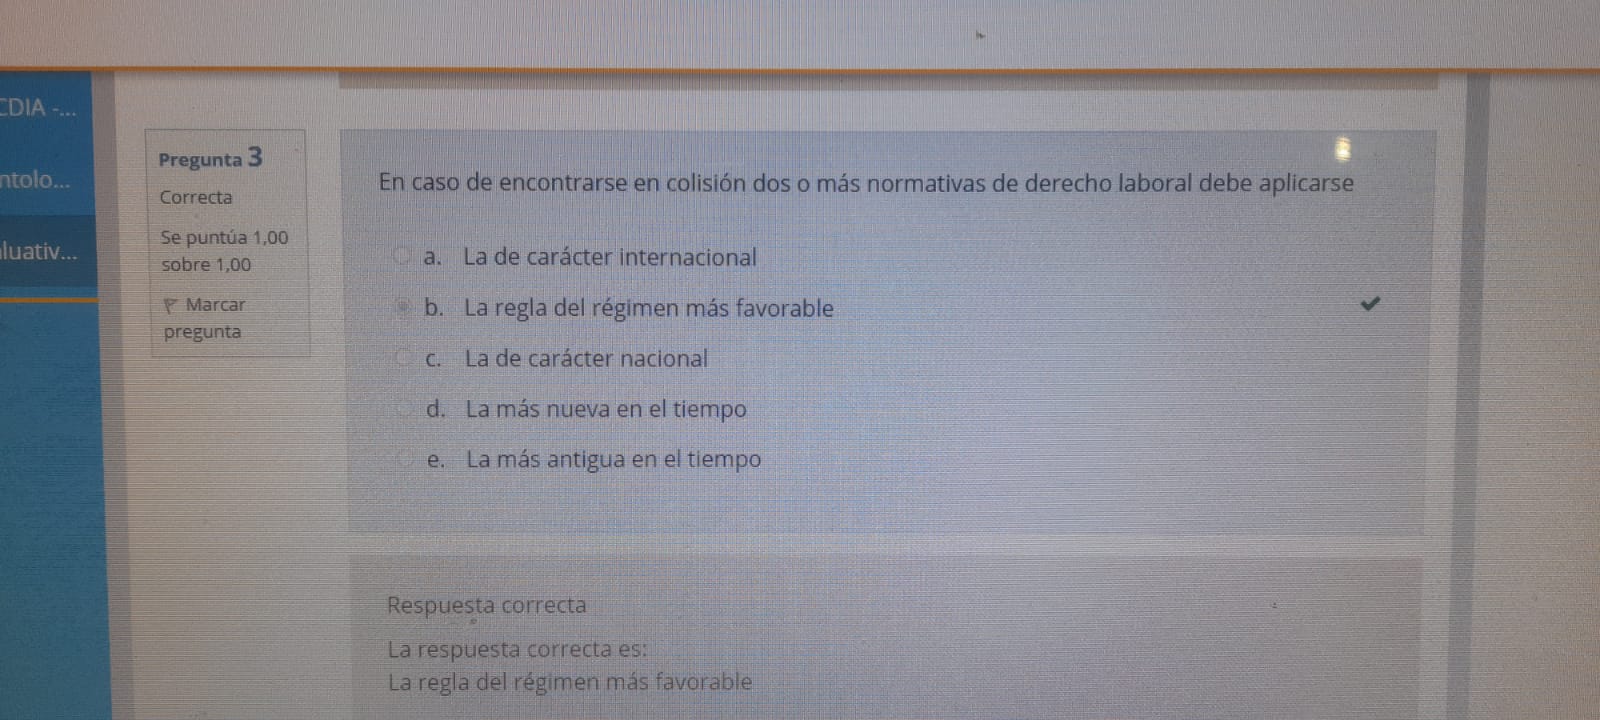 CDIA -...
ntolo...
luativ...
Pregunta 3
Correcta
Se puntúa 1,00
sobre 1,00
Marcar
pregunta
En caso de encontrarse en colisión dos o más normativas de derecho laboral debe aplicarse
a. La de carácter internacional
b. La regla del régimen más favorable
c. La de carácter nacional
d. La más nueva en el tiempo
e. La más antigua en el tiempo
Respuesta correcta
La respuesta correcta es:
La regla del régimen más favorable